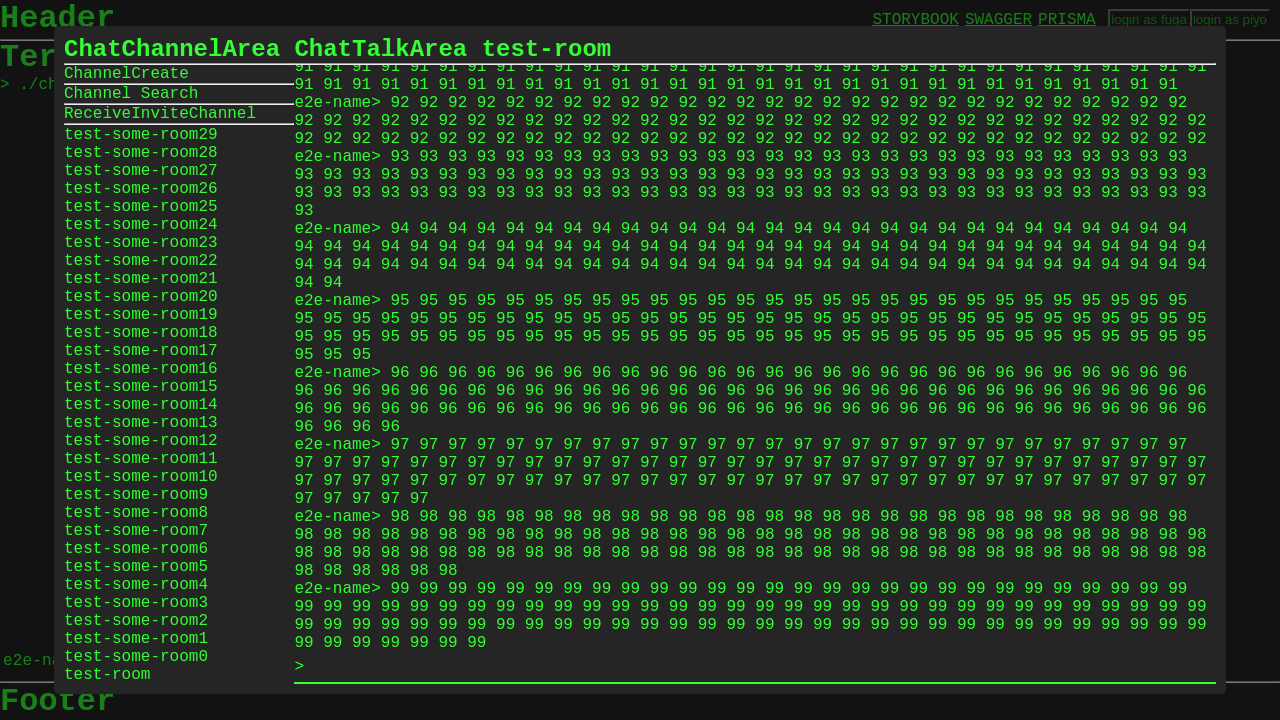 Header
STORYBOOK SWAGGER PRISMA login as fuga login as piyo
Ter
> ./ch
ChatChannelArea
ChannelCreate
Channel Search
ReceiveInviteChannel
test-some-room29
test-some-room28
test-some-room27
test-some-room26
test-some-room25
test-some-room24
test-some-room23
test-some-room22
test-some-room21
test-some-room20
test-some-room19
test-some-room18
test-some-room17
test-some-room16
test-some-room15
test-some-room14
test-some-room13
test-some-room12
test-some-room11
test-some-room10
test-some-room9
test-some-room8
test-some-room7
test-some-room6
test-some-room5
test-some-room4
test-some-room3
test-some-room2
test-some-room1
test-some-room0
test-room
ChatTalkArea test-room
91 91 91 91 91 91 91 91 91 91 91 91 91 91 91 91 91 91 91 91 91 91 91 91 91 91 91 91 91 91 91 91
91 91 91 91 91 91 91 91 91 91 91 91 91 91 91 91 91 91 91 91 91 91 91 91 91 91 91 91 91 91 91
e2e-name> 92 92 92 92 92 92 92 92 92 92 92 92 92 92 92 92 92 92 92 92 92 92 92 92 92 92 92 92
92 92 92 92 92 92 92 92 92 92 92 92 92 92 92 92 92 92 92 92 92 92 92 92 92 92 92 92 92 92 92 92
92 92 92 92 92 92 92 92 92 92 92 92 92 92 92 92 92 92 92 92 92 92 92 92 92 92 92 92 92 92 92 92
e2e-name> 93 93 93 93 93 93 93 93 93 93 93 93 93 93 93 93 93 93 93 93 93 93 93 93 93 93 93 93
93 93 93 93 93 93 93 93 93 93 93 93 93 93 93 93 93 93 93 93 93 93 93 93 93 93 93 93 93 93 93 93
93 93 93 93 93 93 93 93 93 93 93 93 93 93 93 93 93 93 93 93 93 93 93 93 93 93 93 93 93 93 93 93
93
e2e-name> 94 94 94 94 94 94 94 94 94 94 94 94 94 94 94 94 94 94 94 94 94 94 94 94 94 94 94 94
94 94 94 94 94 94 94 94 94 94 94 94 94 94 94 94 94 94 94 94 94 94 94 94 94 94 94 94 94 94 94 94
94 94 94 94 94 94 94 94 94 94 94 94 94 94 94 94 94 94 94 94 94 94 94 94 94 94 94 94 94 94 94 94
94 94
e2e-name> 95 95 95 95 95 95 95 95 95 95 95 95 95 95 95 95 95 95 95 95 95 95 95 95 95 95 95 95
95 95 95 95 95 95 95 95 95 95 95 95 95 95 95 95 95 95 95 95 95 95 95 95 95 95 95 95 95 95 95 95
95 95 95 95 95 95 95 95 95 95 95 95 95 95 95 95 95 95 95 95 95 95 95 95 95 95 95 95 95 95 95 95
95 95 95
e2e-name> 96 96 96 96 96 96 96 96 96 96 96 96 96 96 96 96 96 96 96 96 96 96 96 96 96 96 96 96
96 96 96 96 96 96 96 96 96 96 96 96 96 96 96 96 96 96 96 96 96 96 96 96 96 96 96 96 96 96 96 96
96 96 96 96 96 96 96 96 96 96 96 96 96 96 96 96 96 96 96 96 96 96 96 96 96 96 96 96 96 96 96 96
96 96 96 96
e2e-name> 97 97 97 97 97 97 97 97 97 97 97 97 97 97 97 97 97 97 97 97 97 97 97 97 97 97 97 97
97 97 97 97 97 97 97 97 97 97 97 97 97 97 97 97 97 97 97 97 97 97 97 97 97 97 97 97 97 97 97 97
97 97 97 97 97 97 97 97 97 97 97 97 97 97 97 97 97 97 97 97 97 97 97 97 97 97 97 97 97 97 97 97
97 97 97 97 97
e2e-name> 98 98 98 98 98 98 98 98 98 98 98 98 98 98 98 98 98 98 98 98 98 98 98 98 98 98 98 98
98 98 98 98 98 98 98 98 98 98 98 98 98 98 98 98 98 98 98 98 98 98 98 98 98 98 98 98 98 98 98 98
98 98 98 98 98 98 98 98 98 98 98 98 98 98 98 98 98 98 98 98 98 98 98 98 98 98 98 98 98 98 98 98
98 98 98 98 98 98
e2e-name> 99 99 99 99 99 99 99 99 99 99 99 99 99 99 99 99 99 99 99 99 99 99 99 99 99 99 99 99
99 99 99 99 99 99 99 99 99 99 99 99 99 99 99 99 99 99 99 99 99 99 99 99 99 99 99 99 99 99 99 99
99 99 99 99 99 99 99 99 99 99 99 99 99 99 99 99 99 99 99 99 99 99 99 99 99 99 99 99 99 99 99 99
99 99 99 99 99 99 99
>
e2e-na
Footer